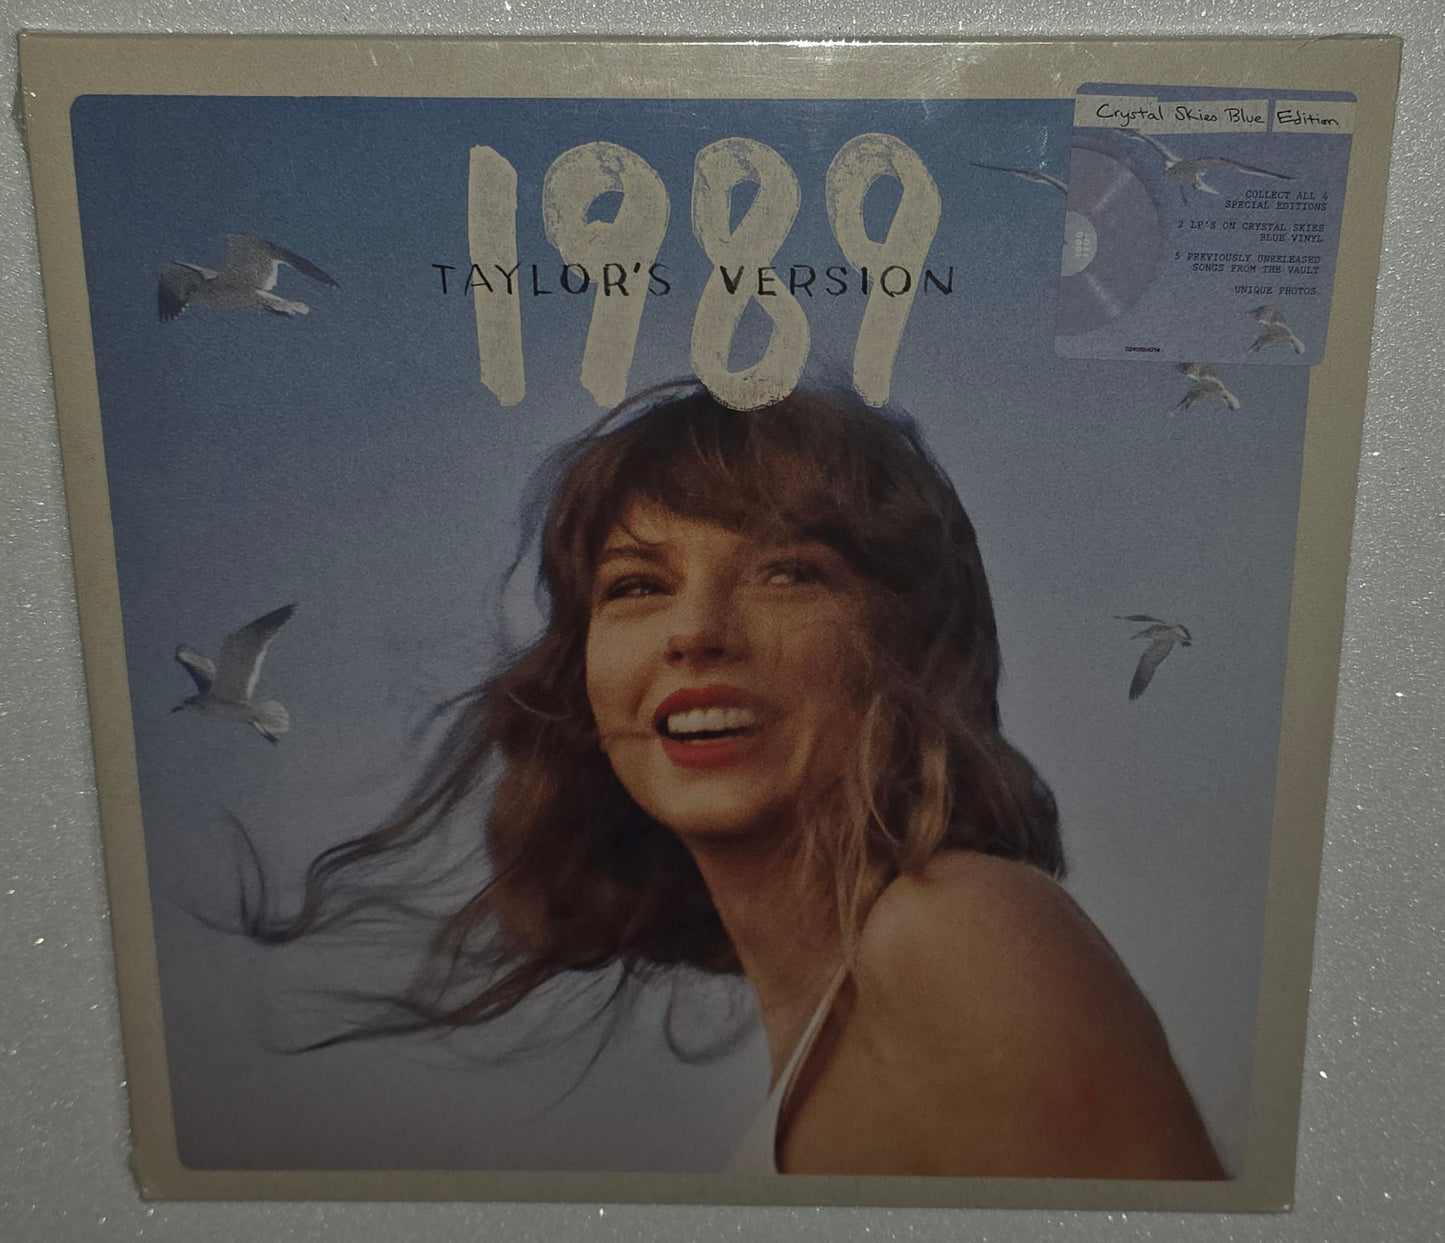 1989
TAYLOR'S VERSION
Crystal Skies Blue Edition
COLLECT ALL 4
SPECIAL EDITIONS
2 LP'S ON CRYSTAL SKIES
BLUE VINYL
5 PREVIOUSLY UNRELEASED
SONGS FROM THE VAULT
UNIQUE PHOTOS